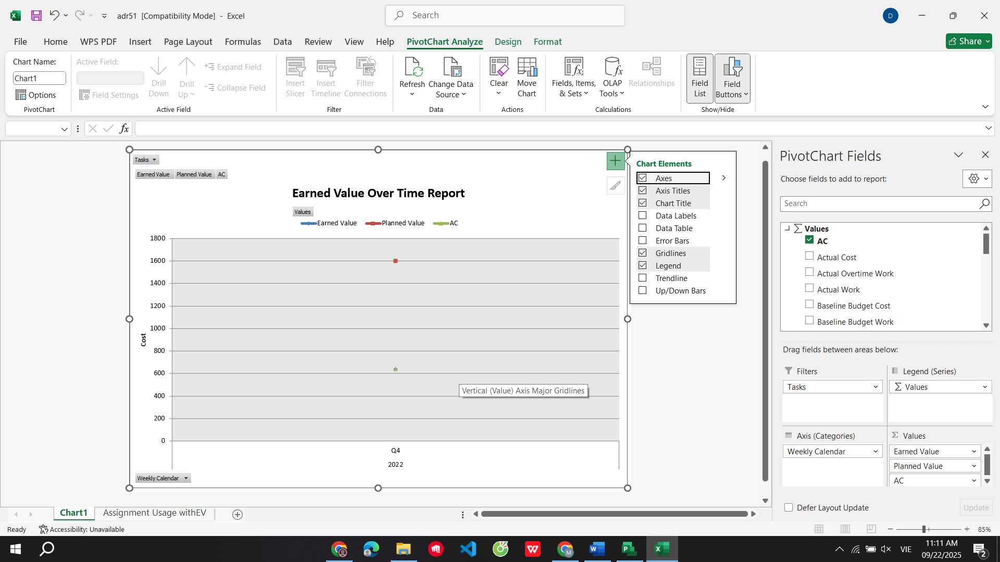 adr51 [Compatibility Mode] - Excel
Search
D
File Home WPS PDF Insert Page Layout Formulas Data Review View Help PivotChart Analyze Design Format
Share
Chart Name:
Chart1
Options
PivotChart
Active Field:
Field Settings
Drill Down
Drill Up
Expand Field
Collapse Field
Active Field
Insert Slicer
Insert Timeline
Filter Connections
Filter
Refresh
Change Data Source
Data
Clear
Move Chart
Actions
Fields, Items, & Sets
OLAP Tools
Relationships
Calculations
Field List
Field Buttons
Show/Hide
fx
Tasks
Earned Value Planned Value AC
Earned Value Over Time Report
Values
Earned Value Planned Value AC
1800
1600
1400
1200
1000
800
600
400
200
0
Cost
Q4
2022
Weekly Calendar
Vertical (Value) Axis Major Gridlines
Chart Elements
Axes
Axis Titles
Chart Title
Data Labels
Data Table
Error Bars
Gridlines
Legend
Trendline
Up/Down Bars
PivotChart Fields
Choose fields to add to report:
Search
Values
AC
Actual Cost
Actual Overtime Work
Actual Work
Baseline Budget Cost
Baseline Budget Work
Drag fields between areas below:
Filters
Tasks
Legend (Series)
Σ Values
Axis (Categories)
Weekly Calendar
Σ Values
Earned Value
Planned Value
AC
Defer Layout Update
Update
Chart1
Assignment Usage withEV
Ready
Accessibility: Unavailable
85%
VIE
11:11 AM
09/22/2025
2